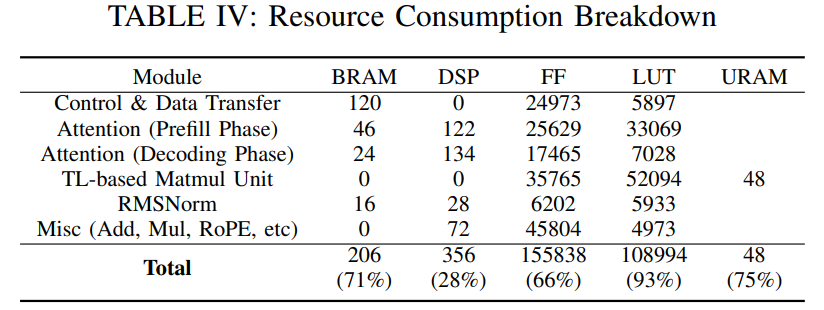 TABLE IV: Resource Consumption Breakdown
Module BRAM DSP FF LUT URAM
Control & Data Transfer 120 0 24973 5897
Attention (Prefill Phase) 46 122 25629 33069
Attention (Decoding Phase) 24 134 17465 7028
TL-based Matmul Unit 0 0 35765 52094 48
RMSNorm 16 28 6202 5933
Misc (Add, Mul, RoPE, etc) 0 72 45804 4973
Total 206 356 155838 108994 48
(71%) (28%) (66%) (93%) (75%)